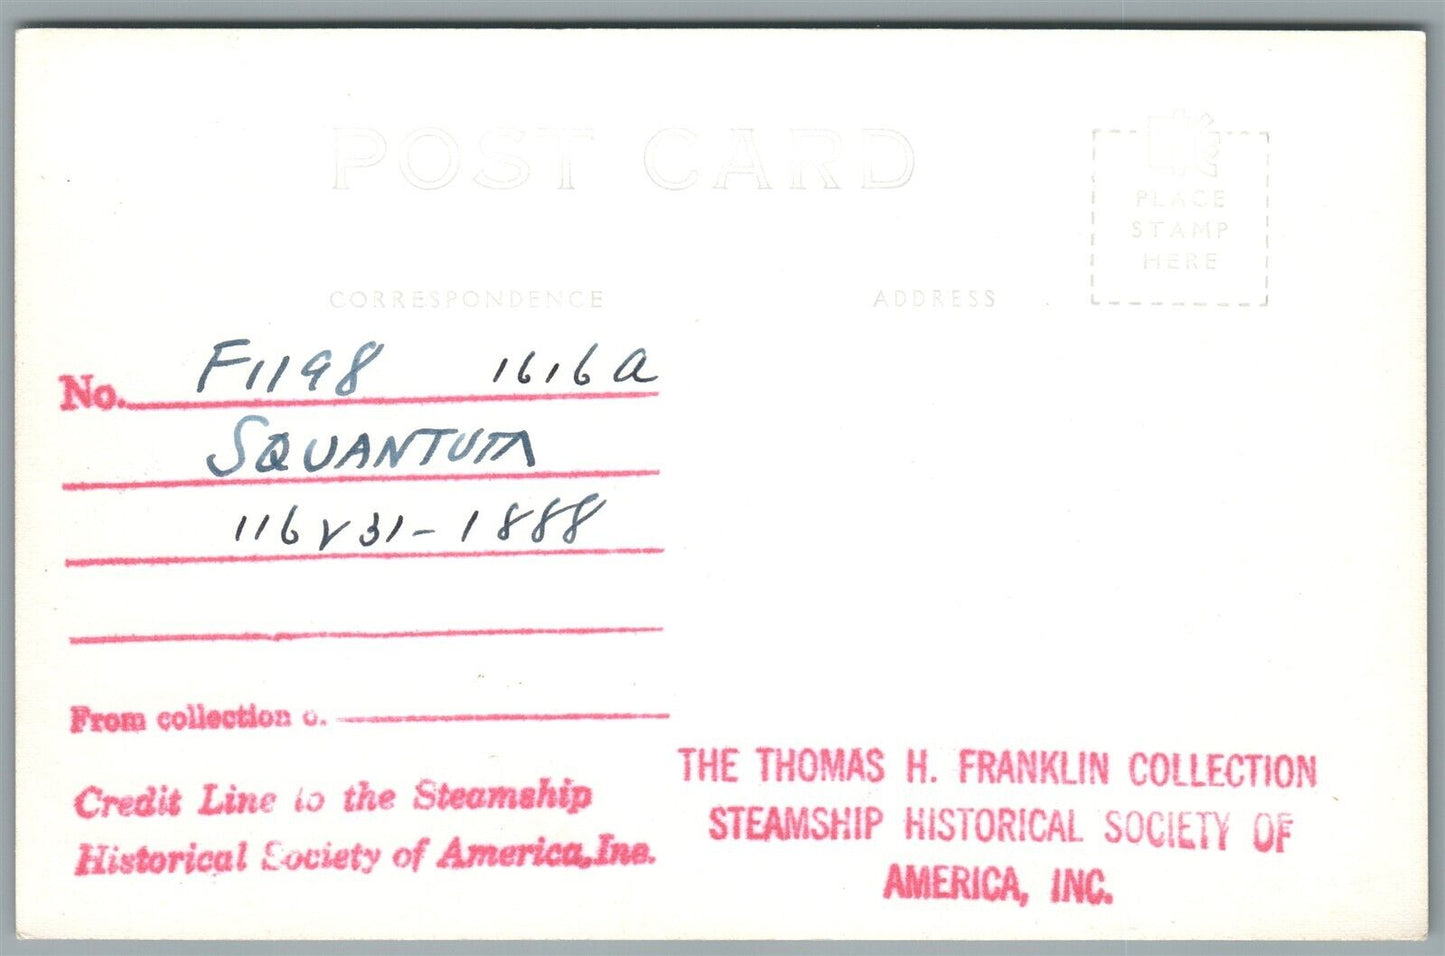 POST CARD
PLACE
STAMP
HERE
CORRESPONDENCE ADDRESS
No. F1198 1616a
SQUANTUM
116 x 31 - 1888
From collection o.
Credit Line to the Steamship
Historical Society of America, Inc.
THE THOMAS H. FRANKLIN COLLECTION
STEAMSHIP HISTORICAL SOCIETY OF
AMERICA, INC.